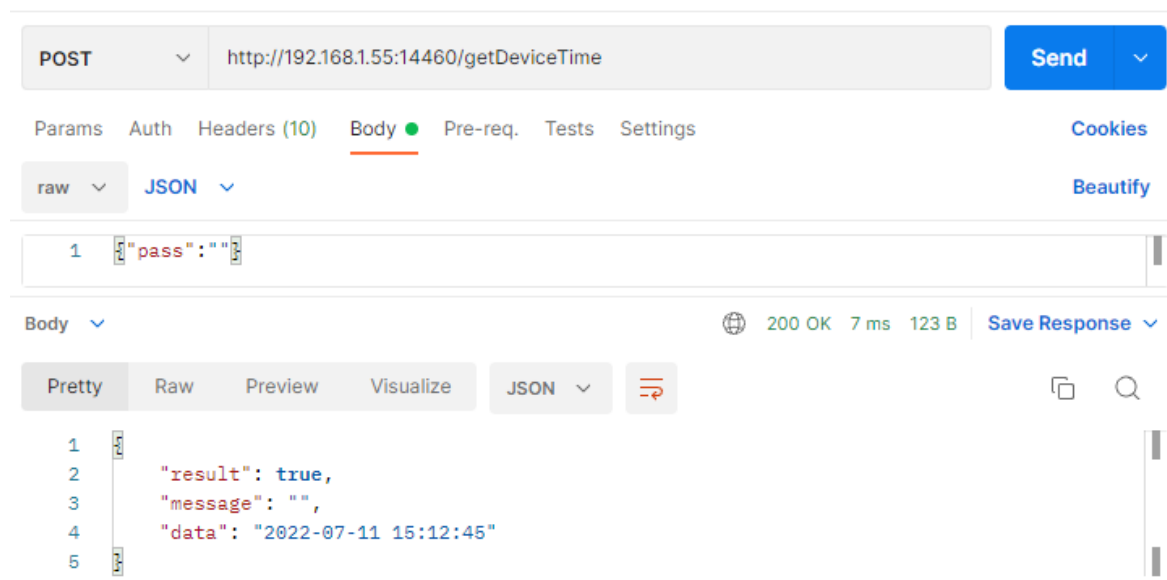 POST http://192.168.1.55:14460/getDeviceTime Send
Params Auth Headers (10) Body Pre-req. Tests Settings Cookies
raw JSON Beautify
1 {"pass":""}
Body 200 OK 7 ms 123 B Save Response
Pretty Raw Preview Visualize JSON
1 {
2 "result": true,
3 "message": "",
4 "data": "2022-07-11 15:12:45"
5 }